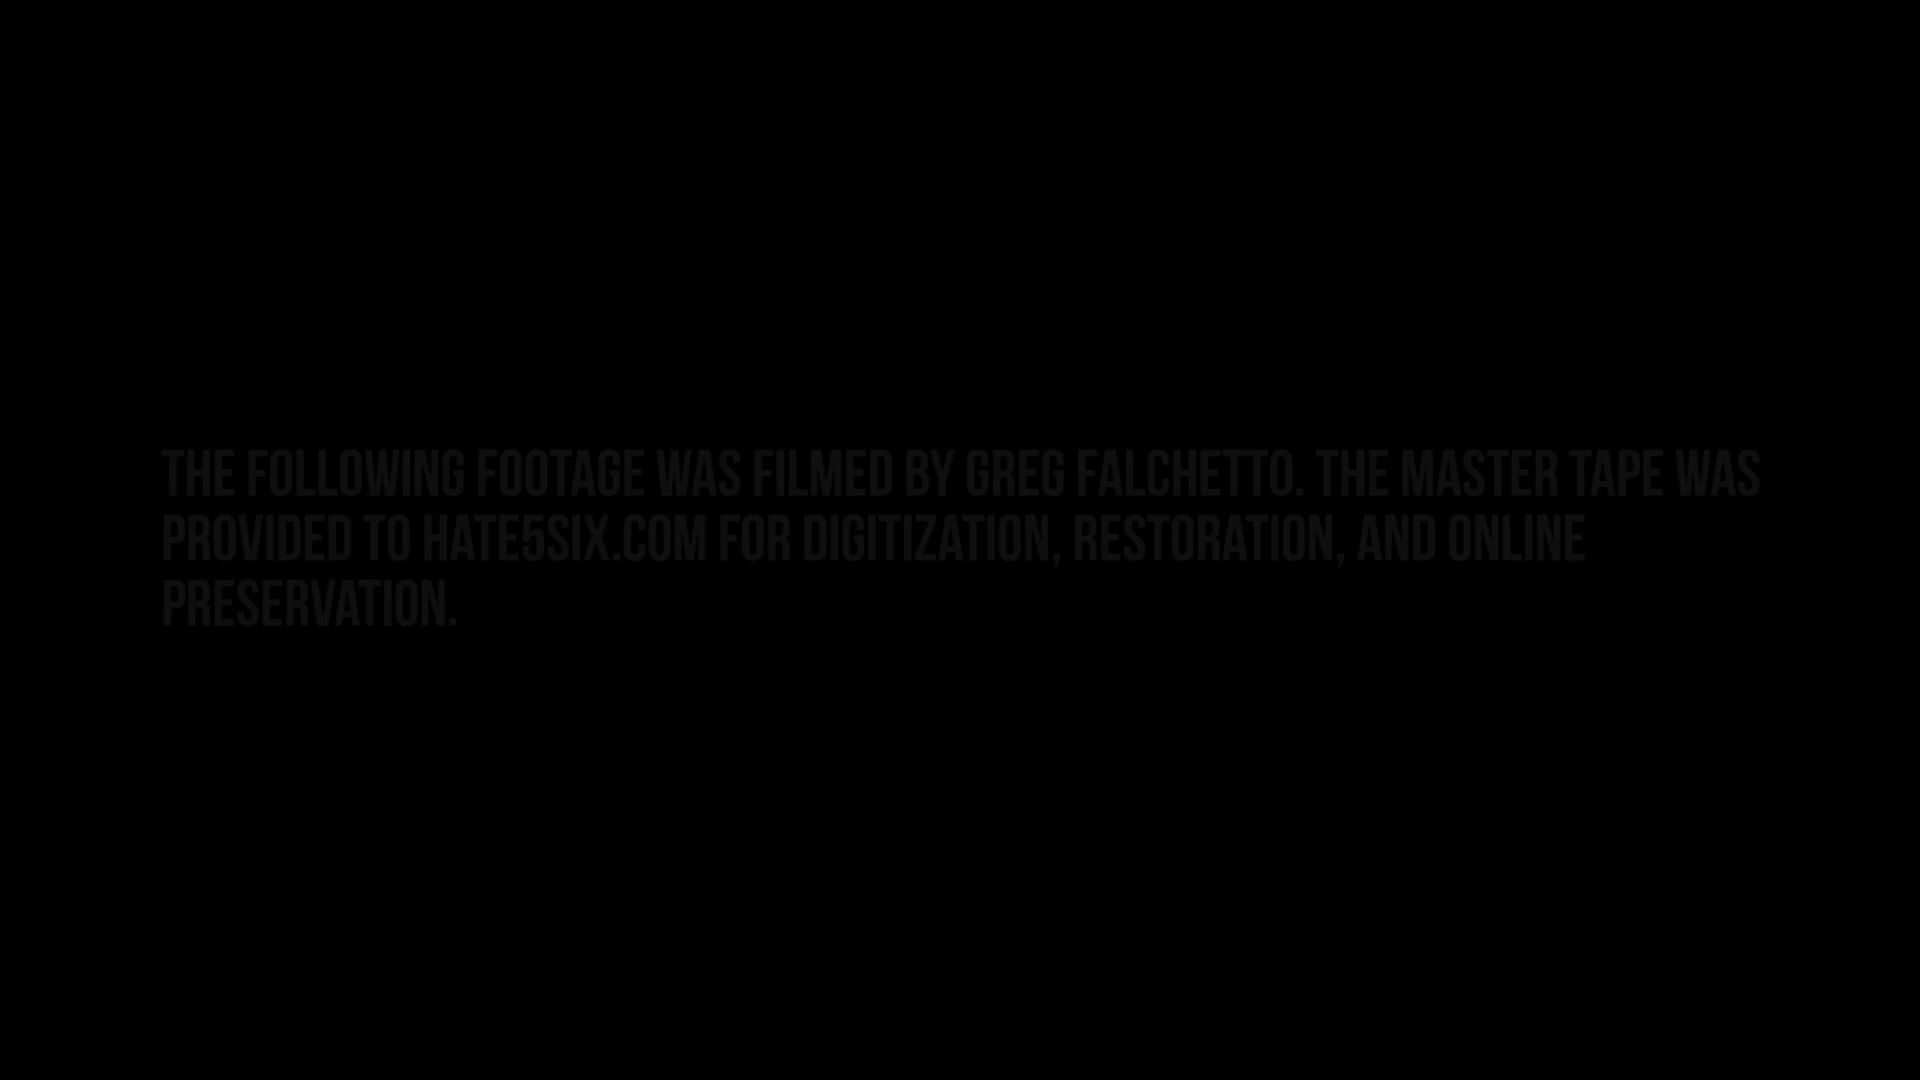 THE FOLLOWING FOOTAGE WAS FILMED BY GREG FALCHETTO. THE MASTER TAPE WAS
PROVIDED TO HATE5SIX.COM FOR DIGITIZATION, RESTORATION, AND ONLINE
PRESERVATION.